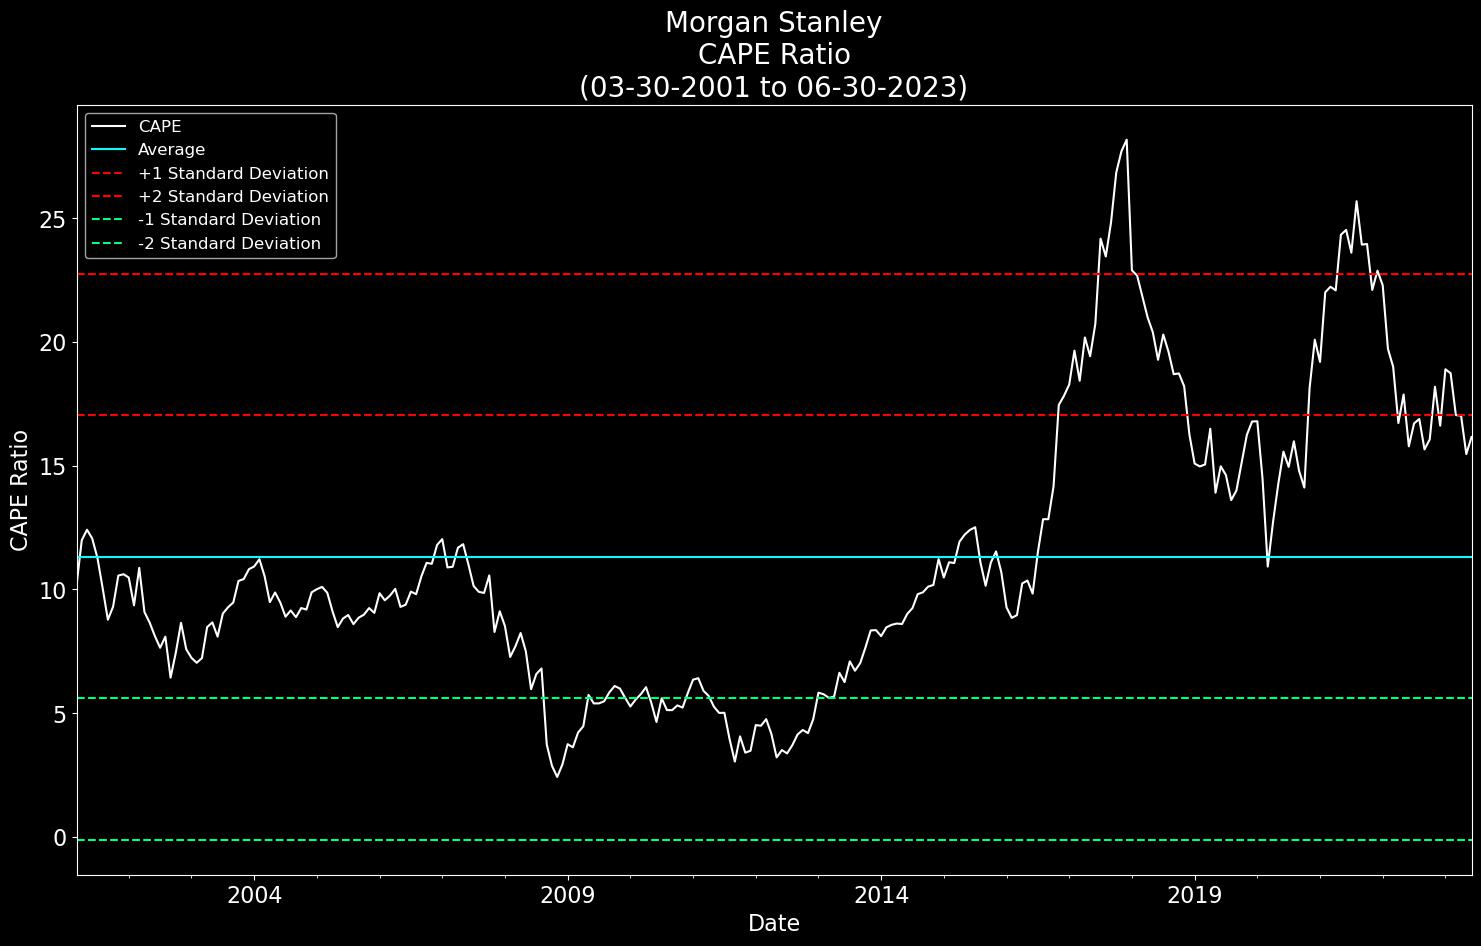 Morgan Stanley
CAPE Ratio
(03-30-2001 to 06-30-2023)
CAPE
Average
+1 Standard Deviation
+2 Standard Deviation
-1 Standard Deviation
-2 Standard Deviation
25
20
15
10
5
0
CAPE Ratio
2004 2009 2014 2019
Date